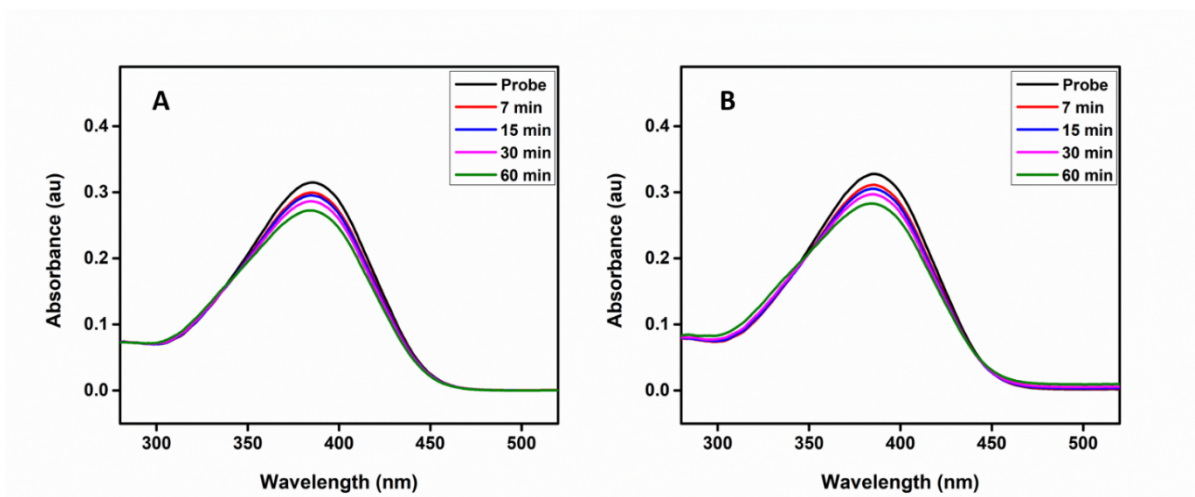 A
Probe
7 min
15 min
30 min
60 min
0.4
0.3
0.2
0.1
0.0
Absorbance (au)
300
350
400
450
500
Wavelength (nm)
B
Probe
7 min
15 min
30 min
60 min
0.4
0.3
0.2
0.1
0.0
Absorbance (au)
300
350
400
450
500
Wavelength (nm)